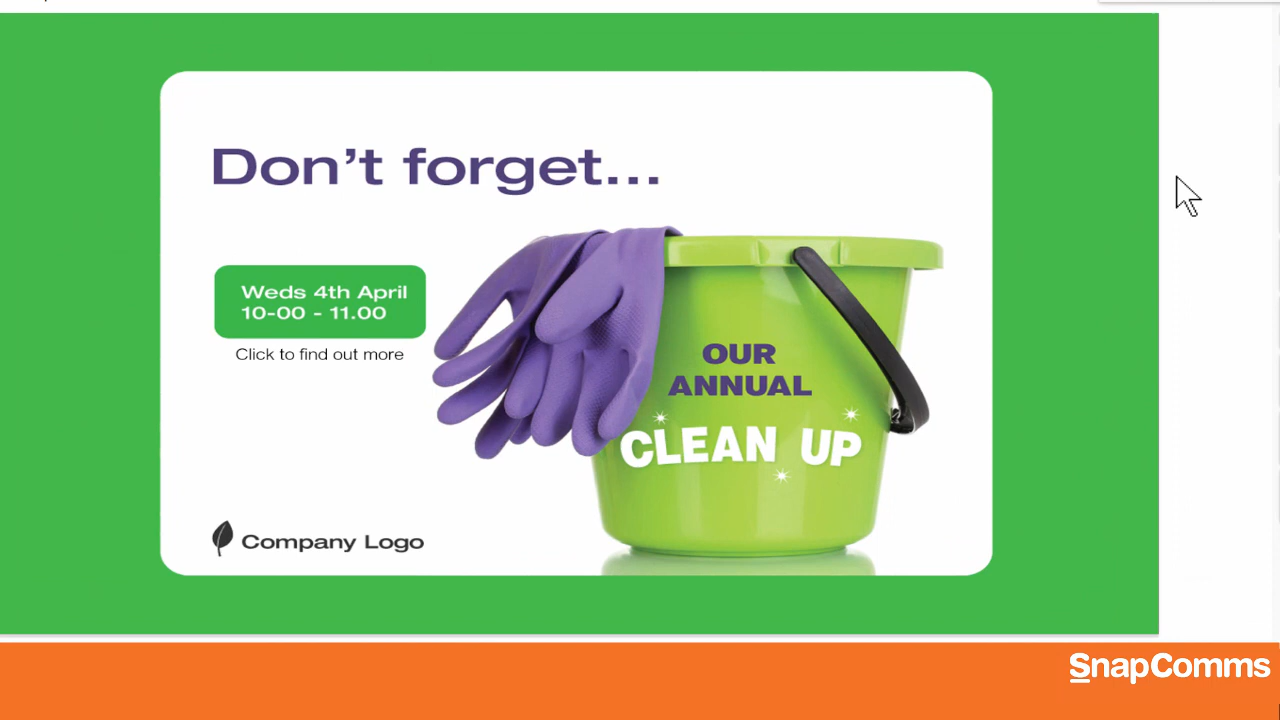 Don't forget...
Weds 4th April
10-00 - 11.00
Click to find out more
OUR
ANNUAL
CLEAN UP
Company Logo
SnapComms